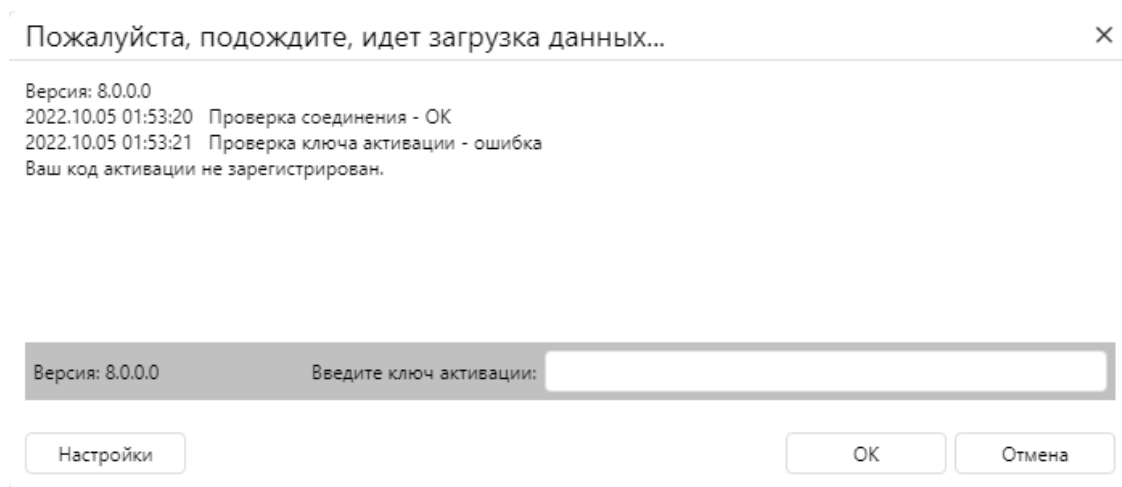 Пожалуйста, подождите, идет загрузка данных...
Версия: 8.0.0.0
2022.10.05 01:53:20 Проверка соединения - ОК
2022.10.05 01:53:21 Проверка ключа активации - ошибка
Ваш код активации не зарегистрирован.
Версия: 8.0.0.0 Введите ключ активации:
Настройки ОК Отмена